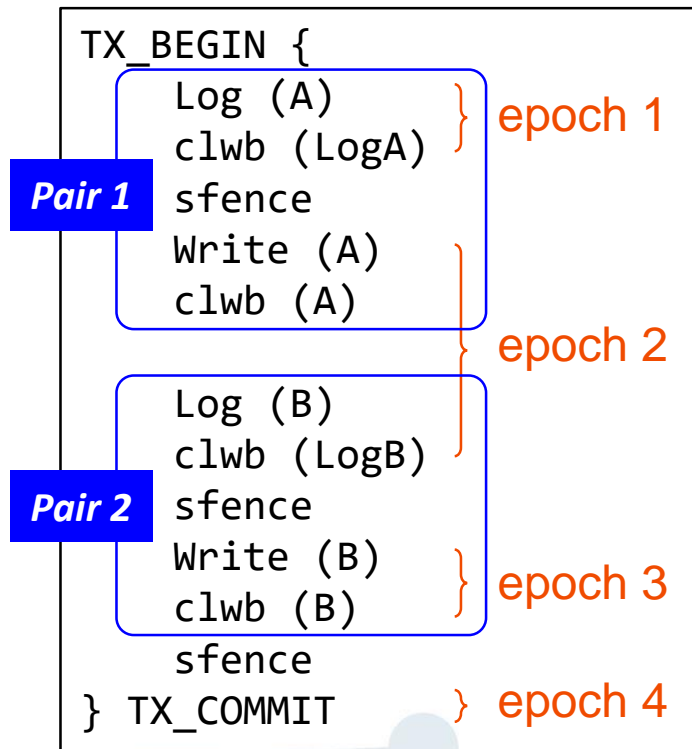 TX_BEGIN {
Log (A)
clwb (LogA)
epoch 1
Pair 1
sfence
Write (A)
clwb (A)
epoch 2
Log (B)
clwb (LogB)
Pair 2
sfence
Write (B)
clwb (B)
epoch 3
sfence
} TX_COMMIT
epoch 4